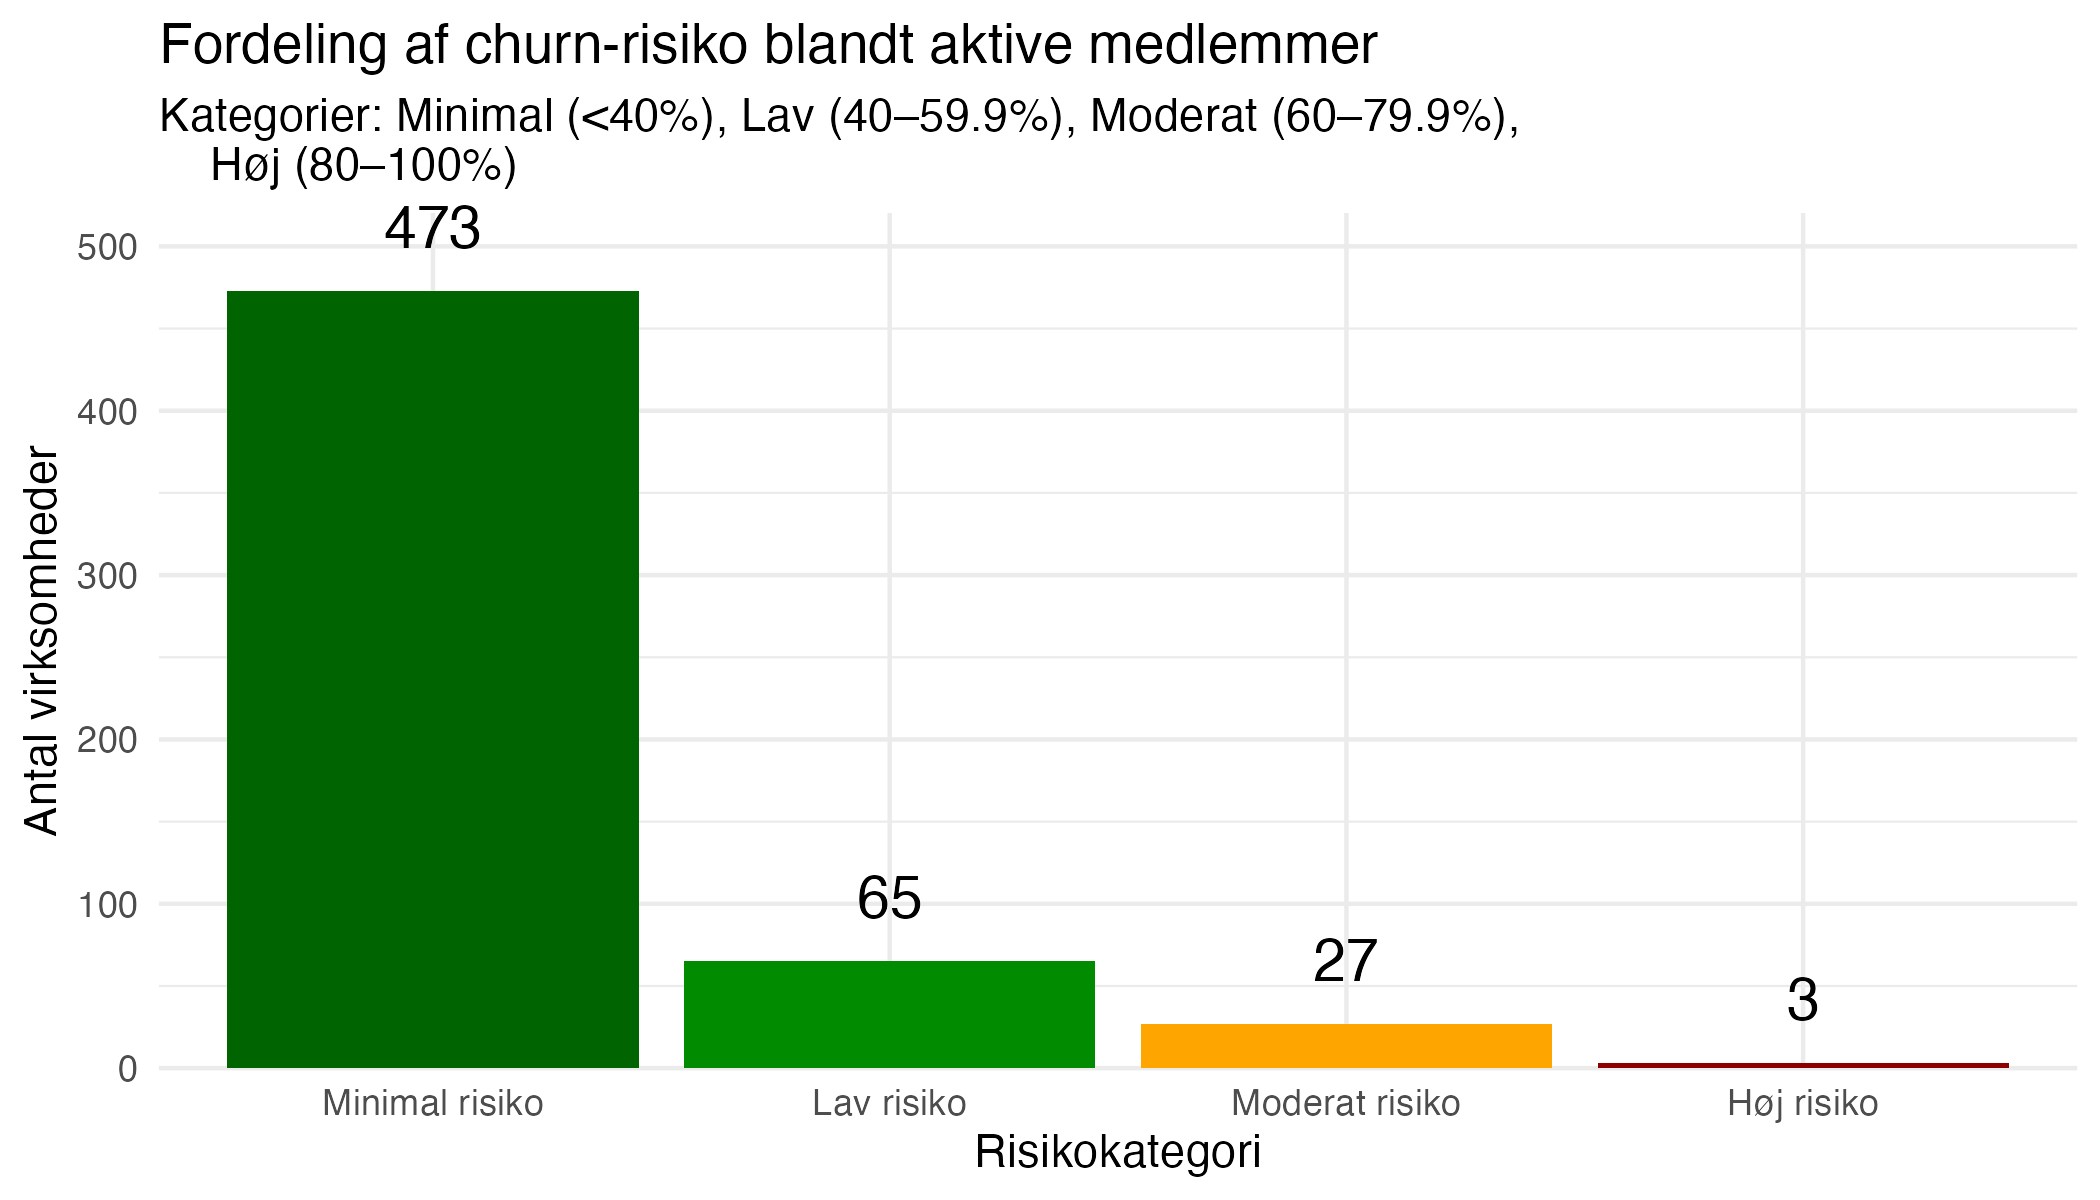 Fordeling af churn-risiko blandt aktive medlemmer
Kategorier: Minimal (<40%), Lav (40–59.9%), Moderat (60–79.9%),
Høj (80–100%)
473
500
400
300
200
100
0
65
27
3
Antal virksomheder
Minimal risiko
Lav risiko
Moderat risiko
Høj risiko
Risikokategori